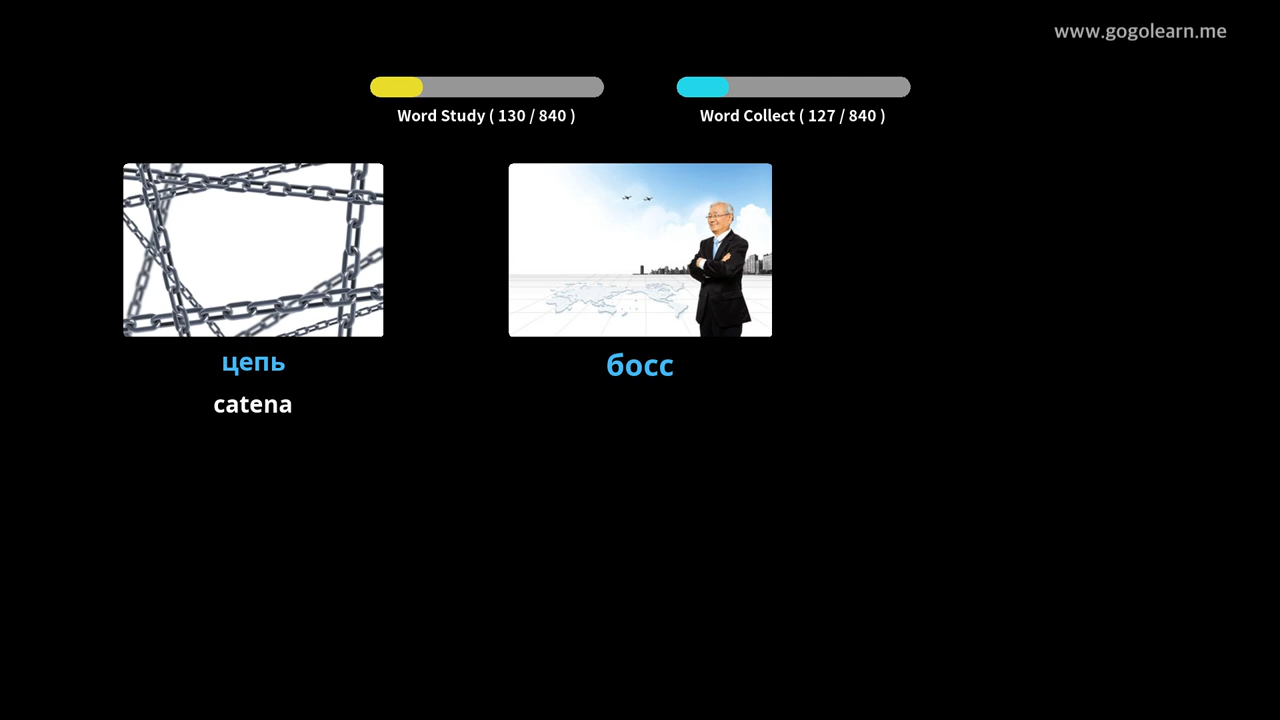 www.gogolearn.me
Word Study ( 130 / 840 )
Word Collect ( 127 / 840 )
цепь
catena
босс